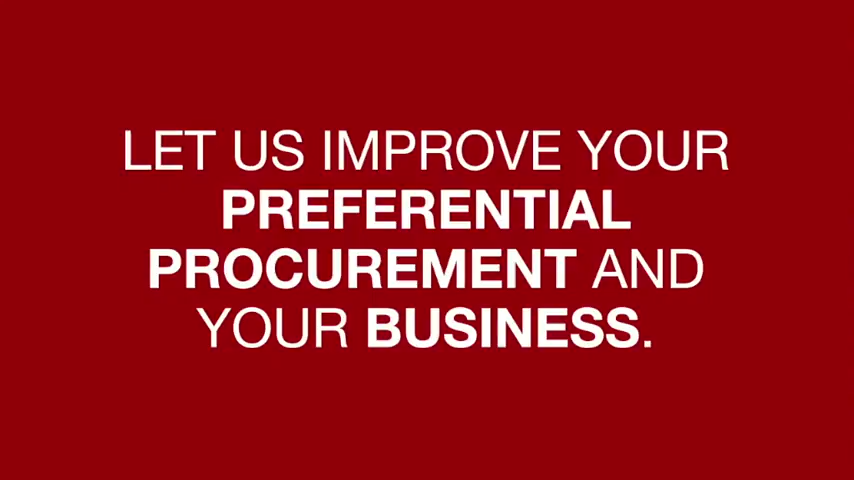 LET US IMPROVE YOUR
PREFERENTIAL
PROCUREMENT AND
YOUR BUSINESS.